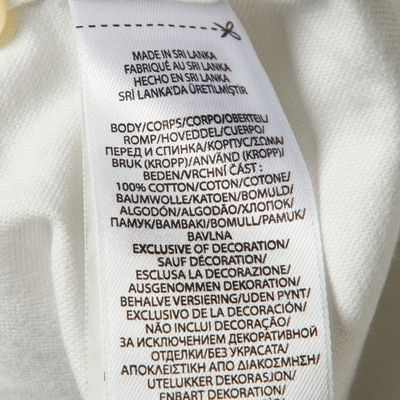 MADE IN SRI LANKA
FABRIQUÉ AU SRI LANKA
HECHO EN SRI LANKA
SRİ LANKA'DA ÜRETİLMİŞTİR
BODY/CORPS/CORPO/OBERTEIL/
ROMP/HOVEDDEL/CUERPO/
ПЕРЕД И СПИНКА/КОРПУС/ΣΩΜΑ/
BRUK (KROPP)/ANVÄND (KROPP)/
BEDEN/VRCHNÍ ČÁST :
100% COTTON/COTON/COTONE/
BAUMWOLLE/KATOEN/BOMULD/
ALGODÓN/ALGODÃO/ХЛОПОК/
ПАМУК/BAMBAKI/BOMULL/PAMUK/
BAVLNA
EXCLUSIVE OF DECORATION/
SAUF DÉCORATION/
ESCLUSA LA DECORAZIONE/
AUSGENOMMEN DEKORATION/
BEHALVE VERSIERING/UDEN PYNT/
EXCLUSIVO DE LA DECORACIÓN/
NÃO INCLUI DECORAÇÃO/
ЗА ИСКЛЮЧЕНИЕМ ДЕКОРАТИВНОЙ
ОТДЕЛКИ/БЕЗ УКРАСАТА/
ΑΠΟΚΛΕΙΣΤΙΚΗ ΑΠΟ ΔΙΑΚΟΣΜΗΣΗ/
UTELUKKER DEKORASJON/
ENBART DEKORATION/